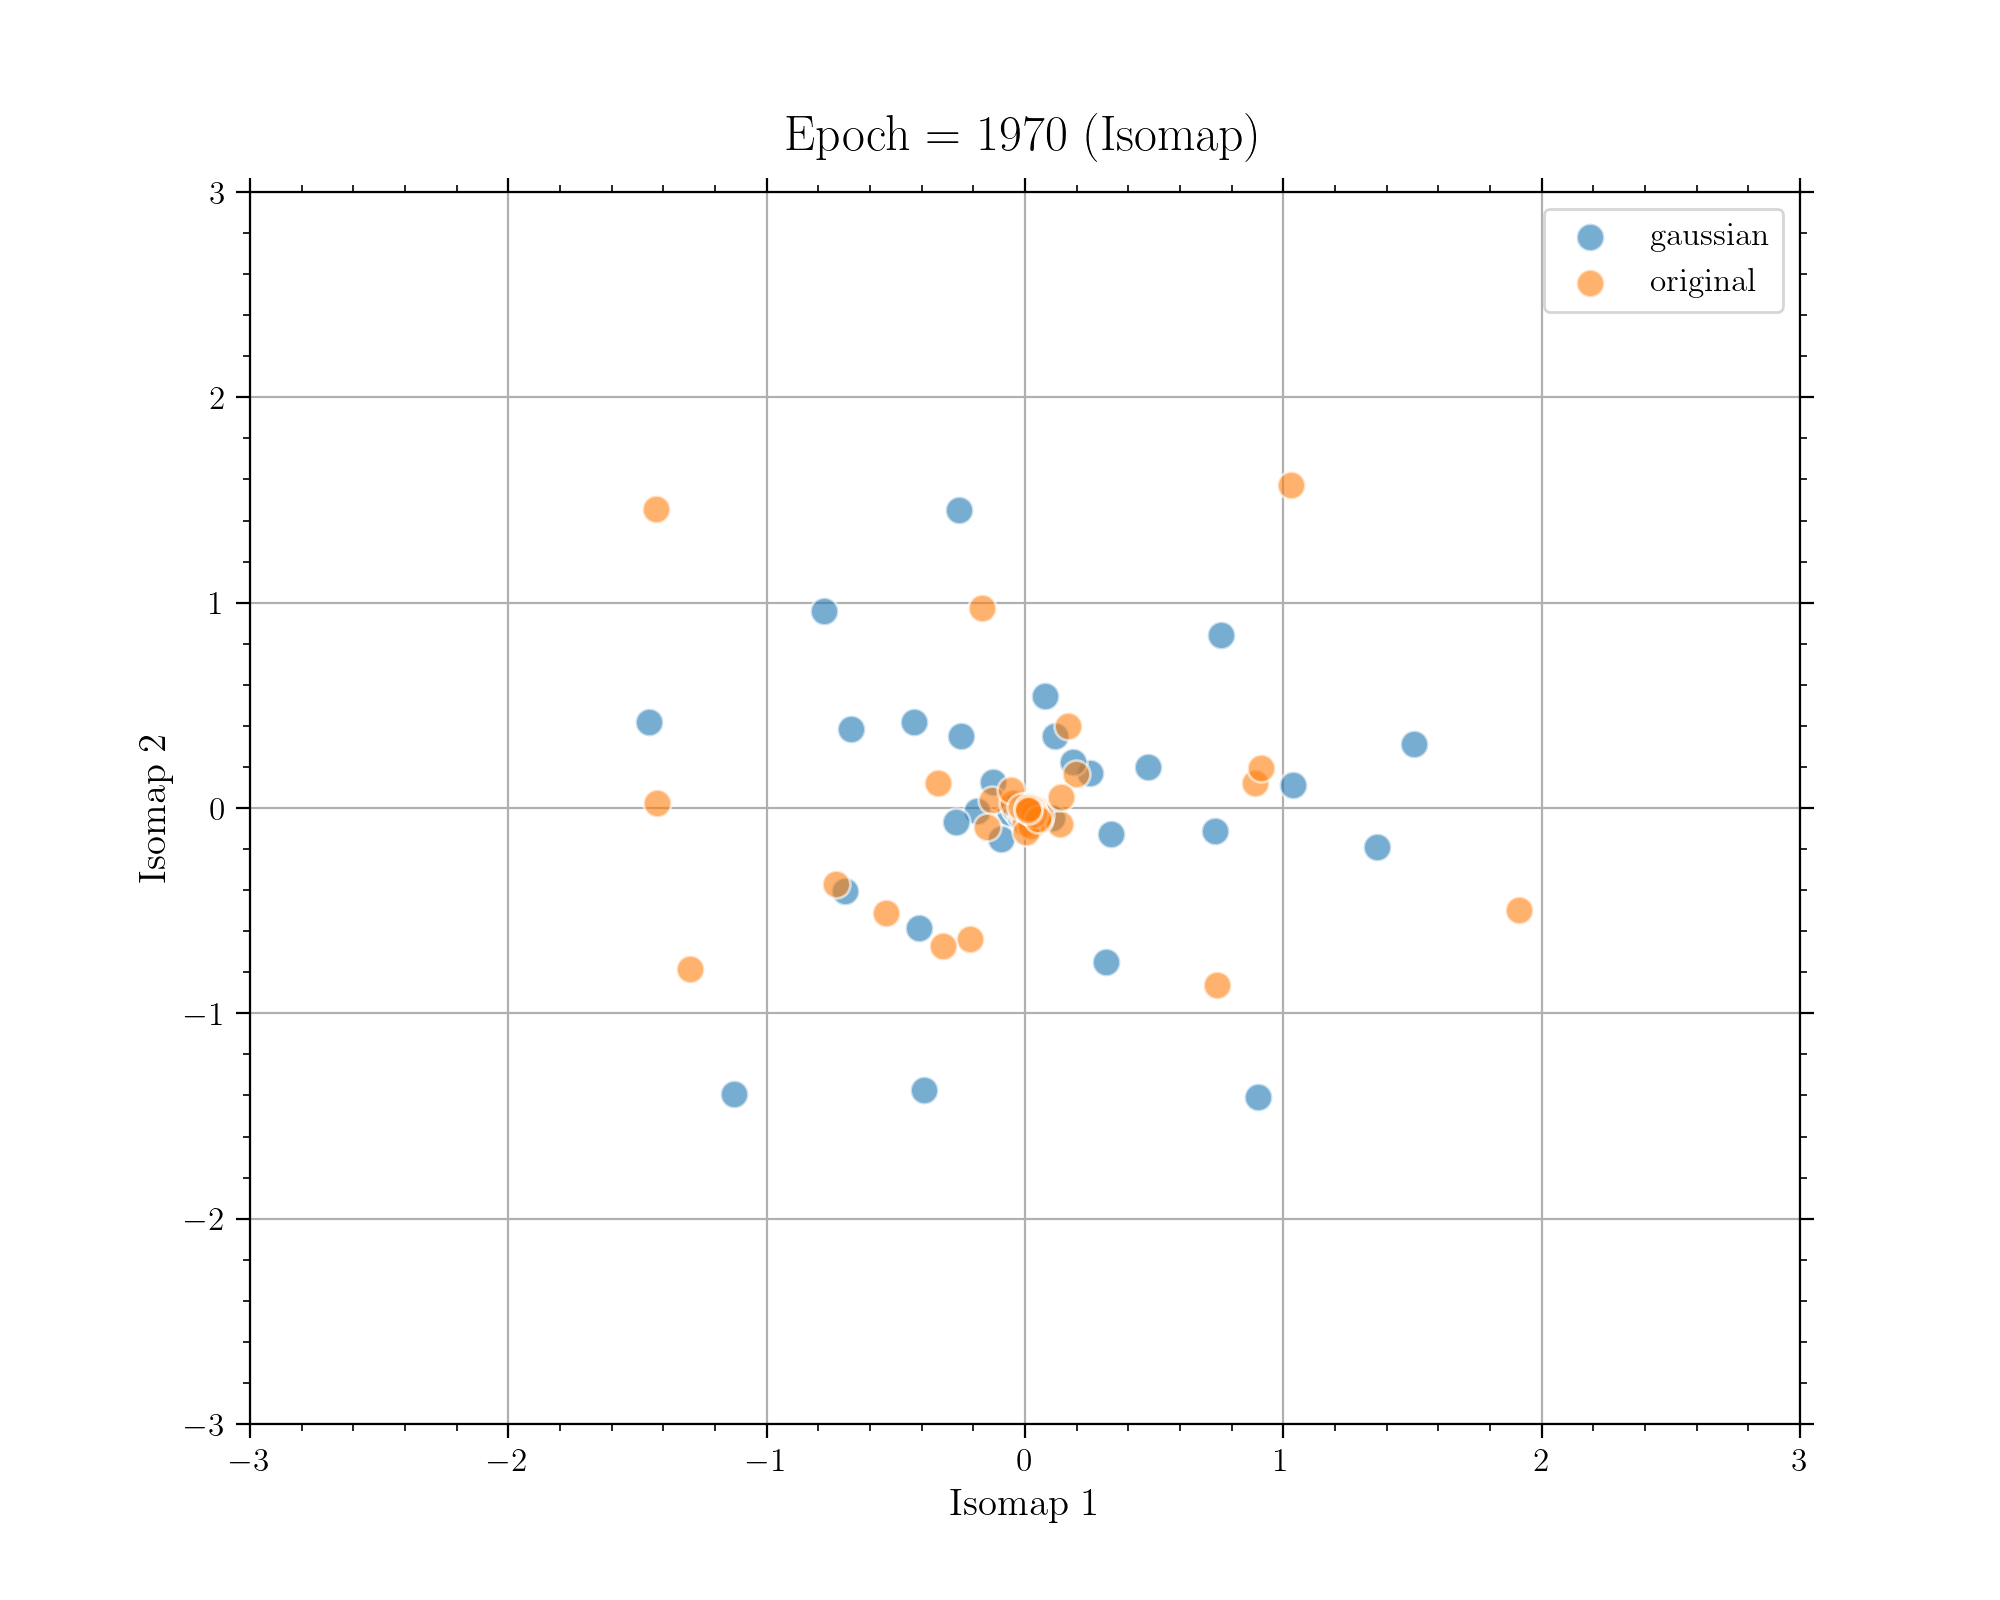 Epoch = 1970 (Isomap)
gaussian
original
3
2
1
0
−1
−2
−3
Isomap 2
−3
−2
−1
0
1
2
3
Isomap 1